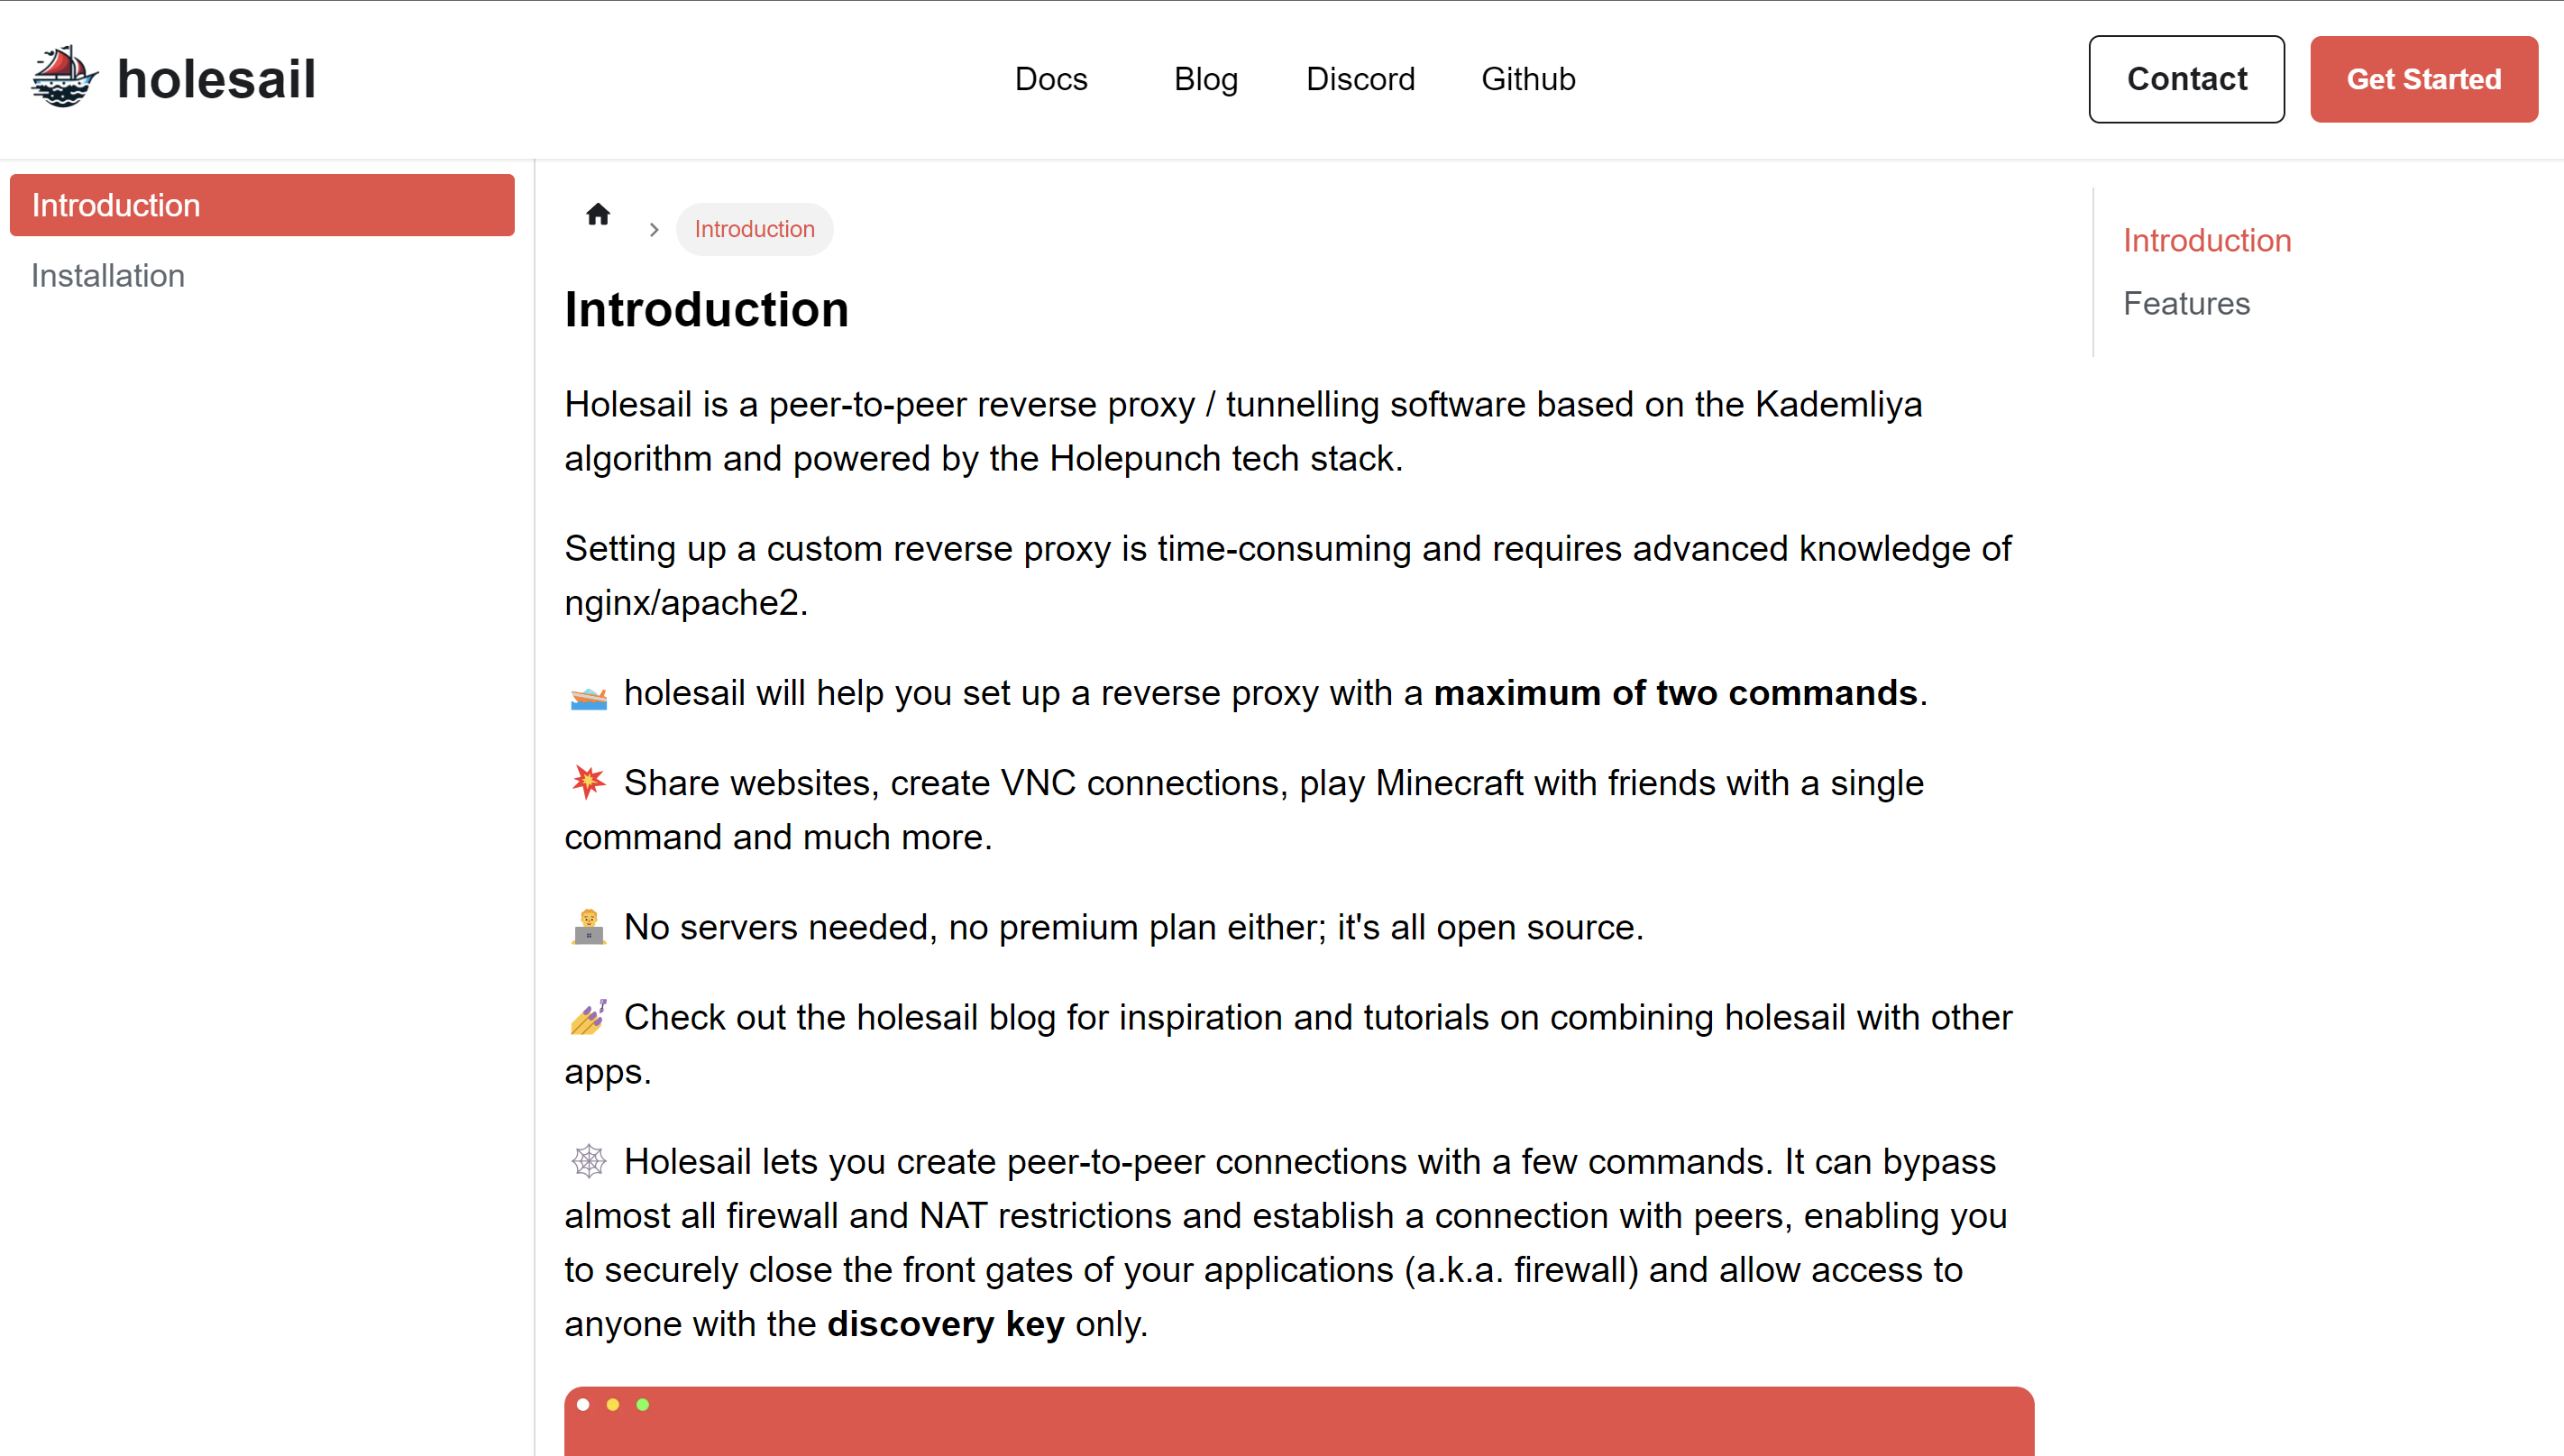 holesail
Docs
Blog
Discord
Github
Contact
Get Started
Introduction
Installation
Introduction
Introduction
Holesail is a peer-to-peer reverse proxy / tunnelling software based on the Kademliya
algorithm and powered by the Holepunch tech stack.
Setting up a custom reverse proxy is time-consuming and requires advanced knowledge of
nginx/apache2.
holesail will help you set up a reverse proxy with a maximum of two commands.
Share websites, create VNC connections, play Minecraft with friends with a single
command and much more.
No servers needed, no premium plan either; it's all open source.
Check out the holesail blog for inspiration and tutorials on combining holesail with other
apps.
Holesail lets you create peer-to-peer connections with a few commands. It can bypass
almost all firewall and NAT restrictions and establish a connection with peers, enabling you
to securely close the front gates of your applications (a.k.a. firewall) and allow access to
anyone with the discovery key only.
Introduction
Features